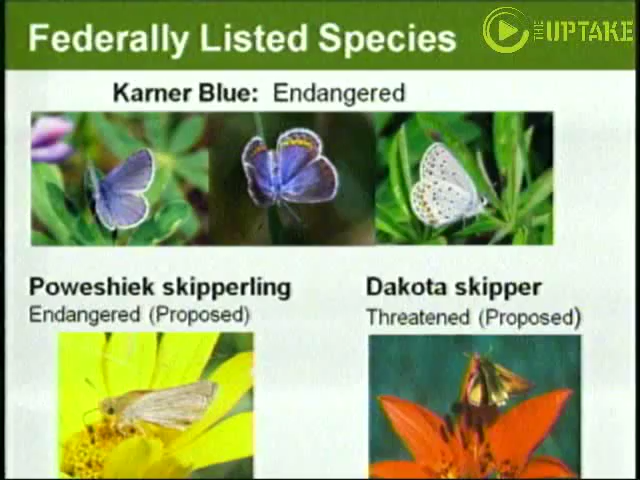 Federally Listed Species
THE UPTAKE
Karner Blue: Endangered
Poweshiek skipperling
Endangered (Proposed)
Dakota skipper
Threatened (Proposed)